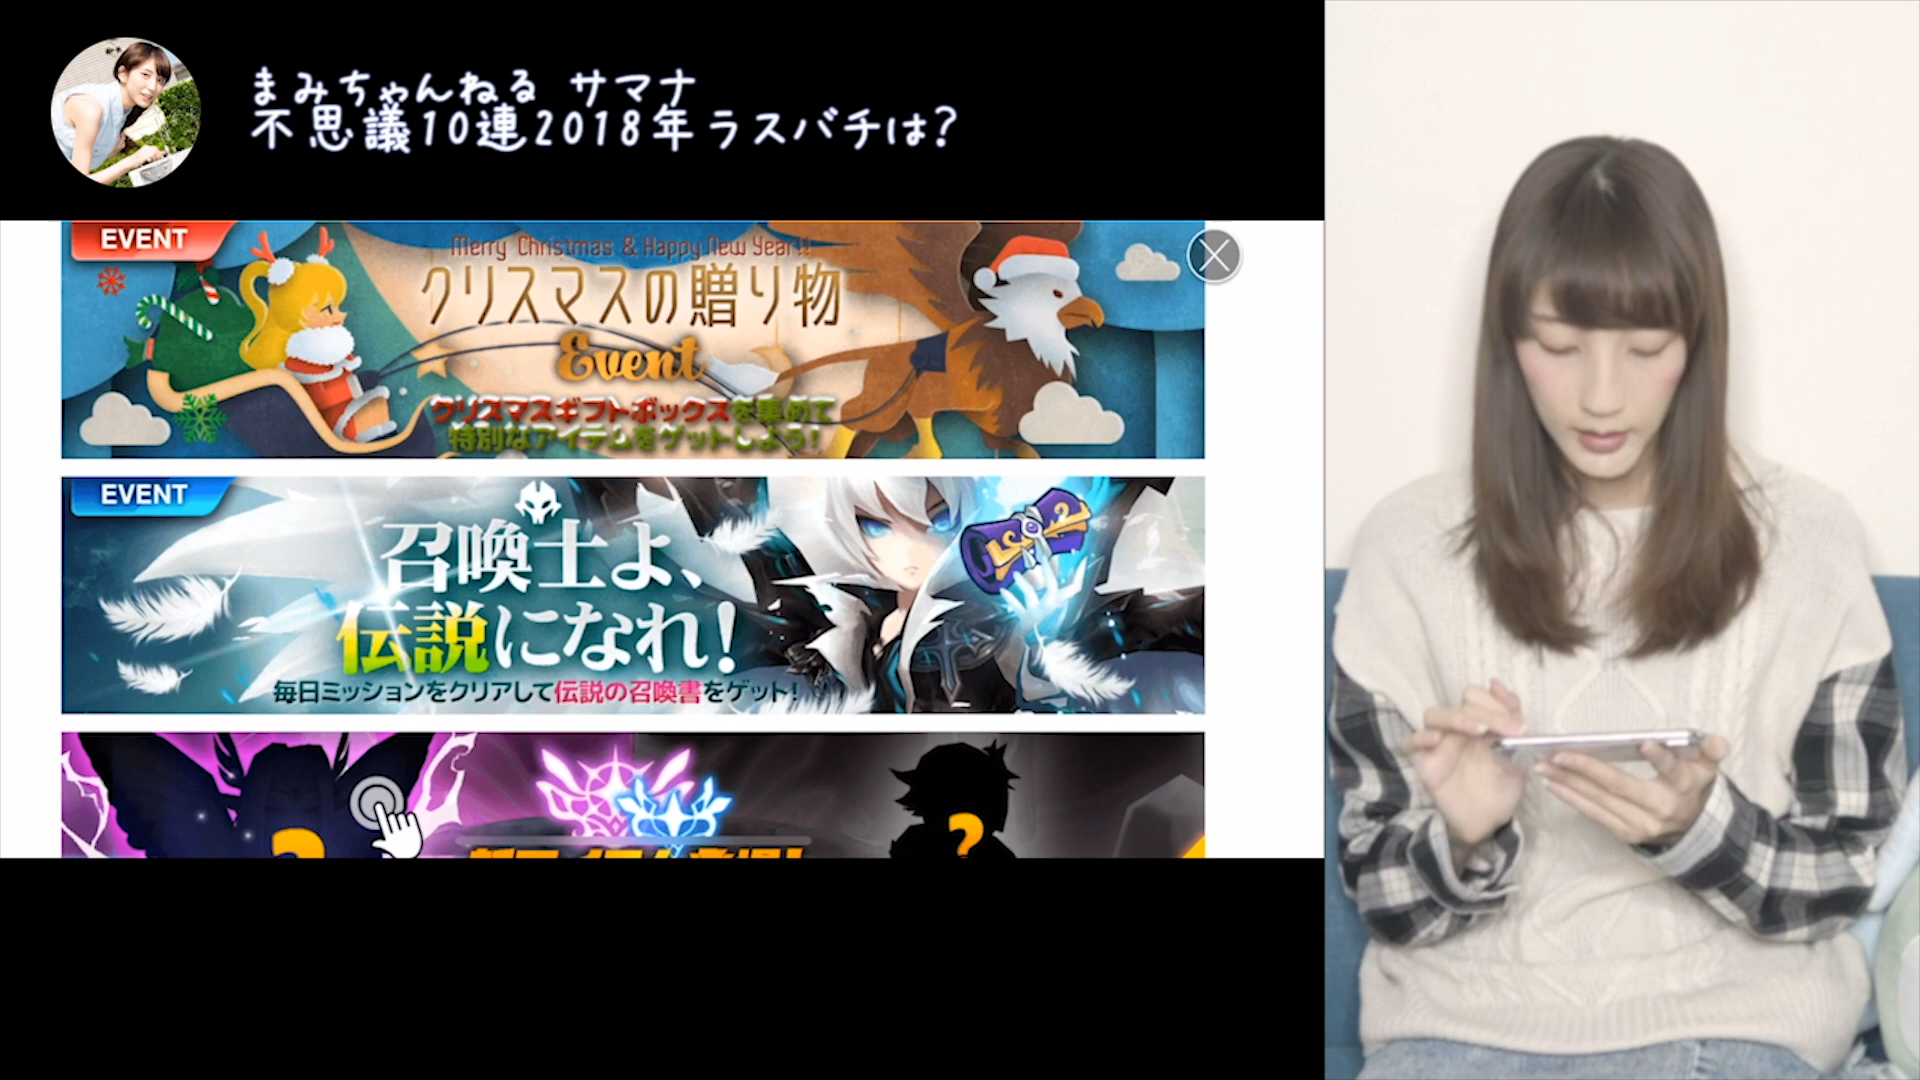 まみちゃんねる サマナ
不思議10連2018年ラスバチは?
EVENT
Merry Christmas & Happy New Year!!
クリスマスの贈り物
Event
クリスマスギフトボックスを集めて
特別なアイテムをゲットしよう!
EVENT
召喚士よ、
伝説になれ!
毎日ミッションをクリアして伝説の召喚書をゲット!
?
?